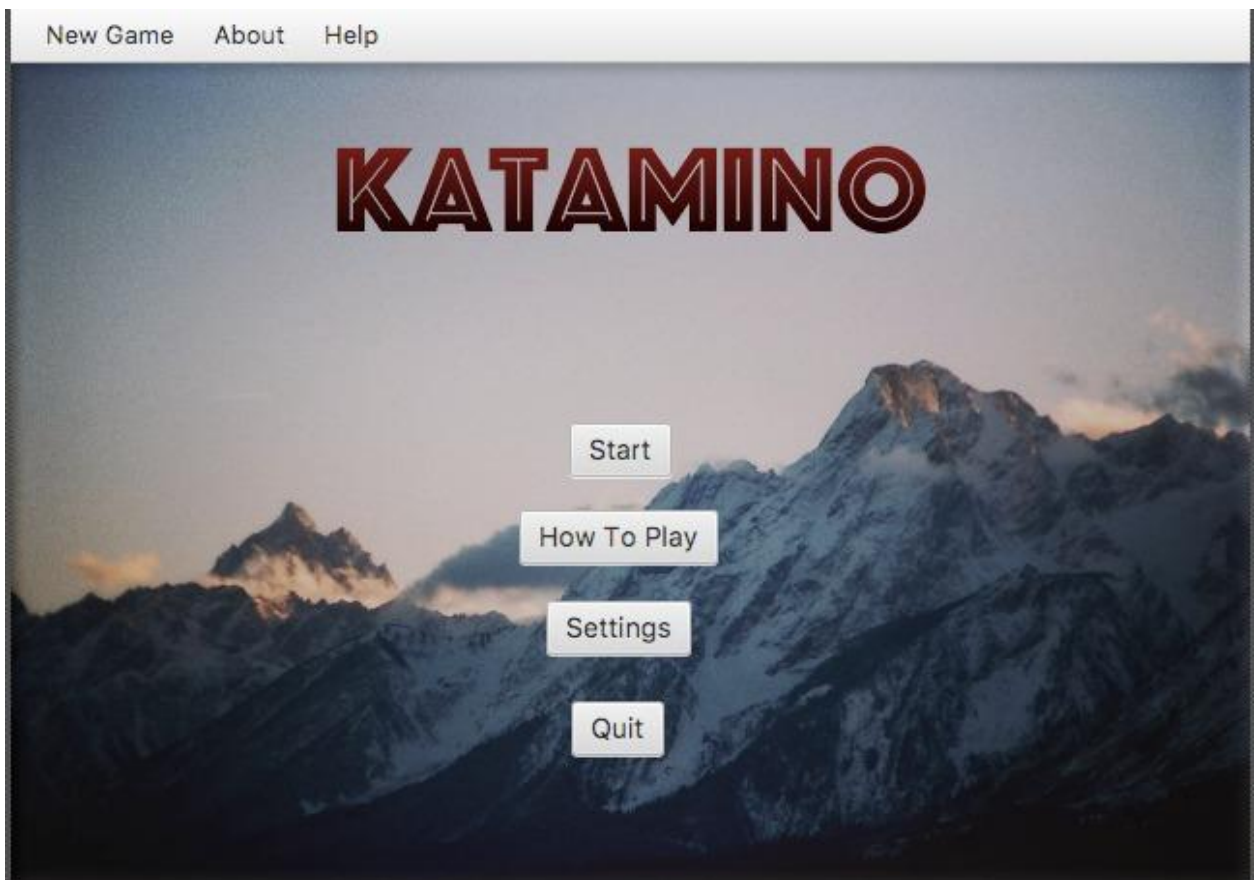 New Game About Help
KATAMINO
Start
How To Play
Settings
Quit